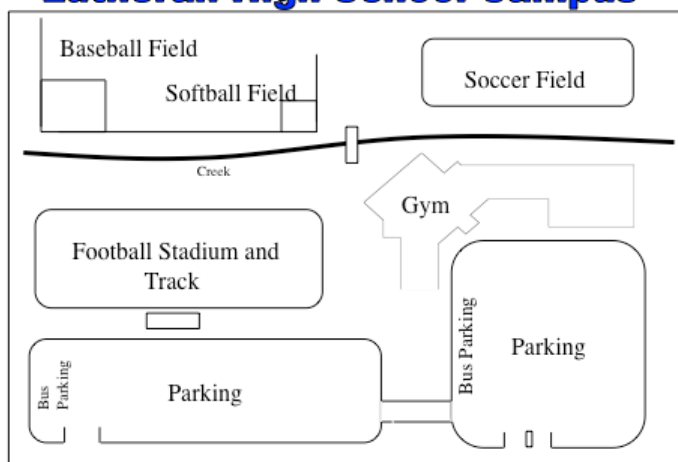 Lutheran High School Campus
Baseball Field
Softball Field
Soccer Field
Creek
Gym
Football Stadium and
Track
Bus Parking
Parking
Bus
Parking
Parking